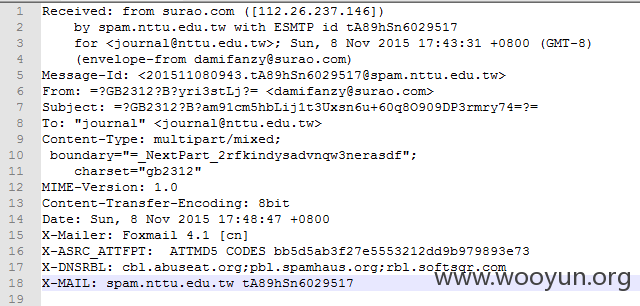 1 Received: from surao.com ([112.26.237.146])
2 by spam.nttu.edu.tw with ESMTP id tA89hSn6029517
3 for <journal@nttu.edu.tw>; Sun, 8 Nov 2015 17:43:31 +0800 (GMT-8)
4 (envelope-from damifanzy@surao.com)
5 Message-Id: <201511080943.tA89hSn6029517@spam.nttu.edu.tw>
6 From: =?GB2312?B?yri3stLj?= <damifanzy@surao.com>
7 Subject: =?GB2312?B?am91cm5hbLij1t3Uxsn6u+60q8O909DP3rmry74=?=
8 To: "journal" <journal@nttu.edu.tw>
9 Content-Type: multipart/mixed;
10 boundary="=_NextPart_2rfkindysadvnqw3nerasdf";
11 charset="gb2312"
12 MIME-Version: 1.0
13 Content-Transfer-Encoding: 8bit
14 Date: Sun, 8 Nov 2015 17:48:47 +0800
15 X-Mailer: Foxmail 4.1 [cn]
16 X-ASRC_ATTFPT: ATTMD5 CODES bb5d5ab3f27e5553212dd9b979893e73
17 X-DNSRBL: cbl.abuseat.org;pbl.spamhaus.org;rbl.softsqr.com
18 X-MAIL: spam.nttu.edu.tw tA89hSn6029517
www.wooyun.org